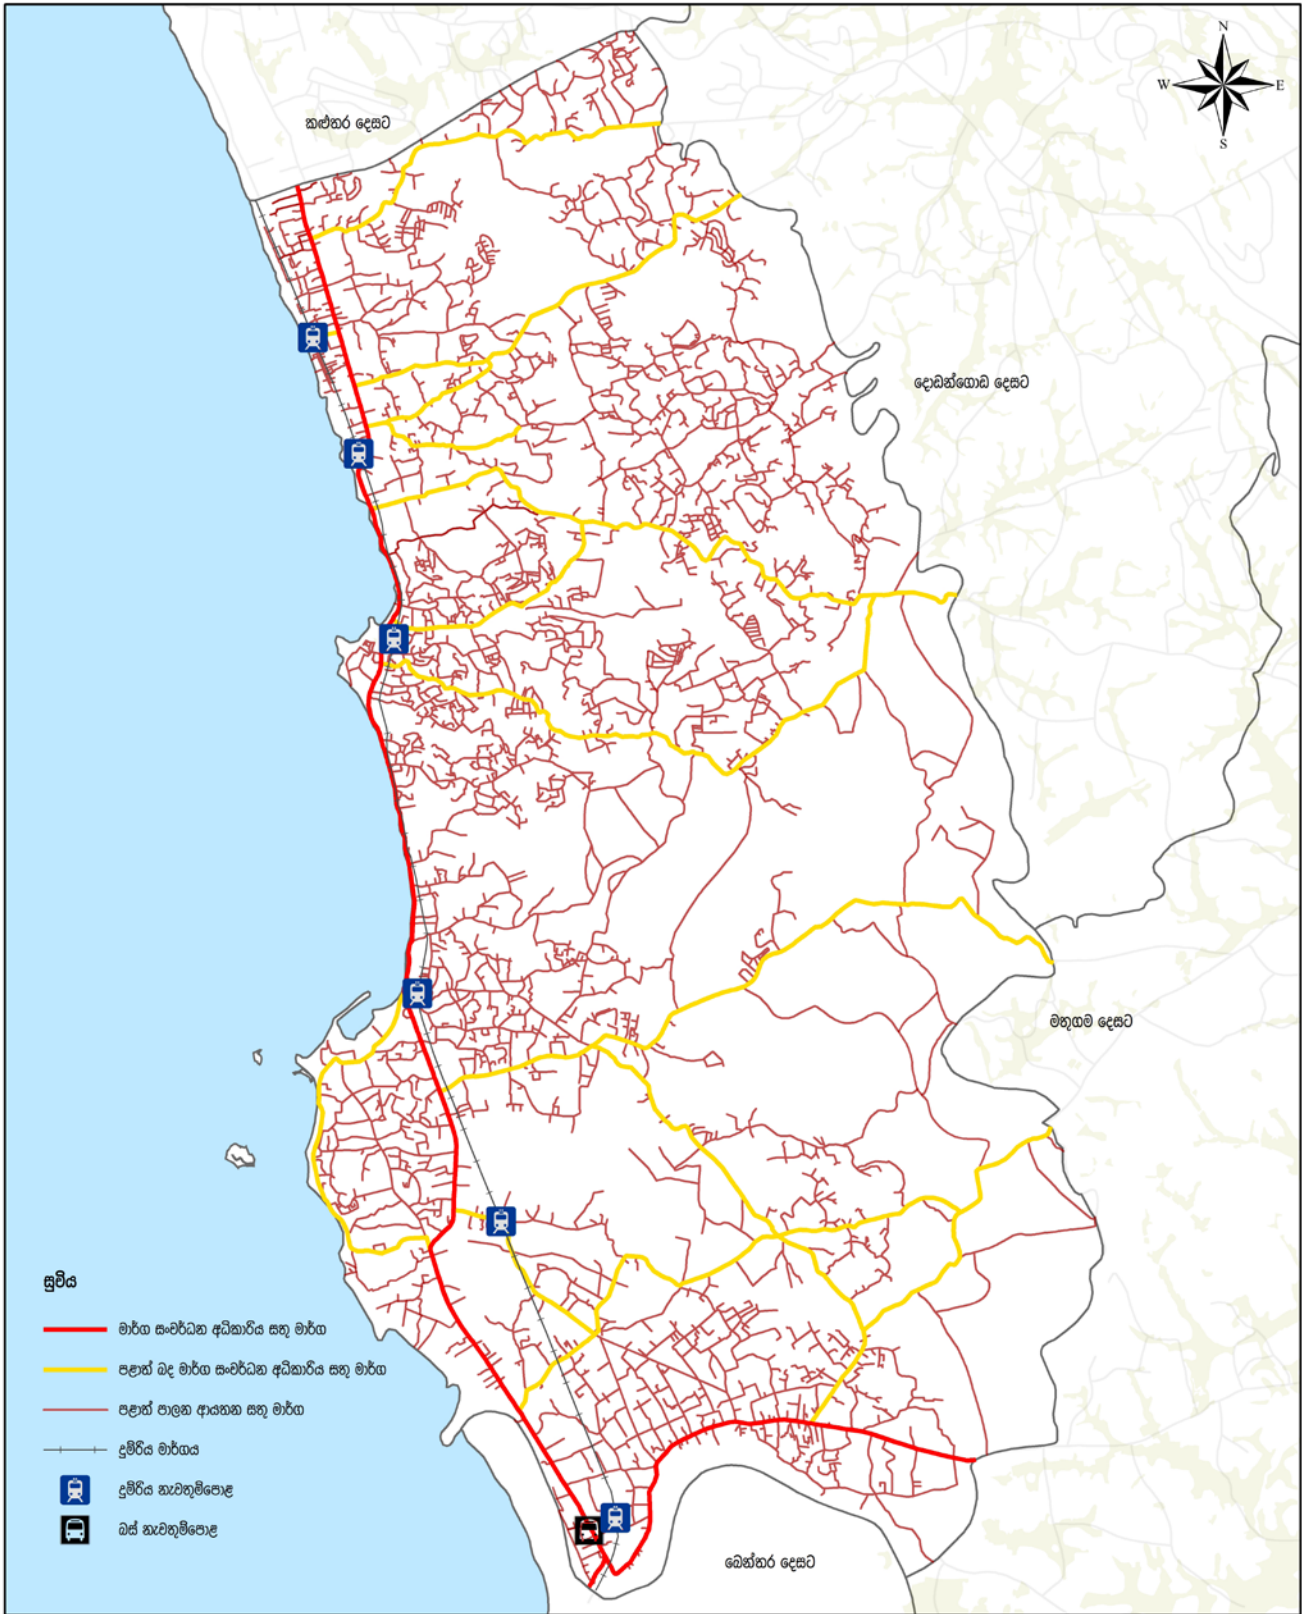 N
W E
S
කළුතර දෙසට
දොඩන්ගොඩ දෙසට
මතුගම දෙසට
සූචිය
මාර්ග සංවර්ධන අධිකාරිය සතු මාර්ග
පළාත් බද මාර්ග සංවර්ධන අධිකාරිය සතු මාර්ග
පළාත් පාලන ආයතන සතු මාර්ග
දුම්රිය මාර්ගය
දුම්රිය නැවතුම්පොළ
බස් නැවතුම්පොළ
බෙන්තර දෙසට